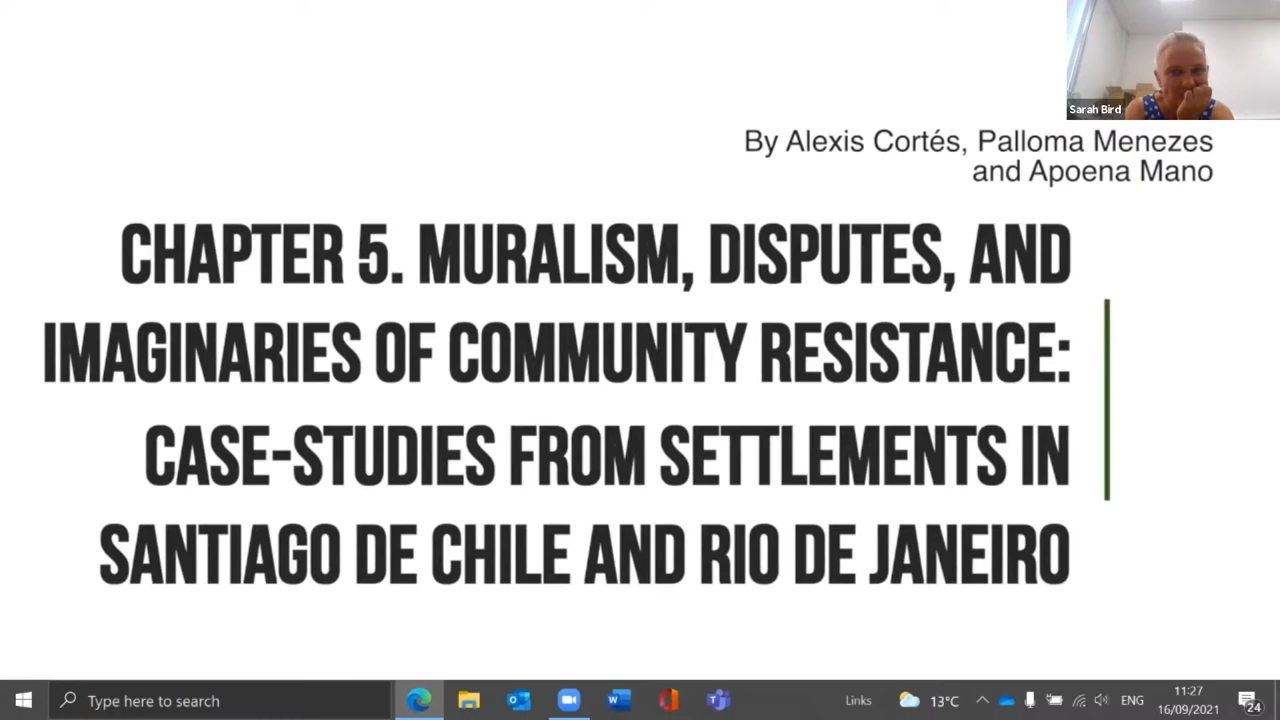 Sarah Bird
By Alexis Cortés, Palloma Menezes
and Apoena Mano
CHAPTER 5. MURALISM, DISPUTES, AND
IMAGINARIES OF COMMUNITY RESISTANCE:
CASE-STUDIES FROM SETTLEMENTS IN
SANTIAGO DE CHILE AND RIO DE JANEIRO
Type here to search
Links
13°C
ENG
11:27
16/09/2021
24